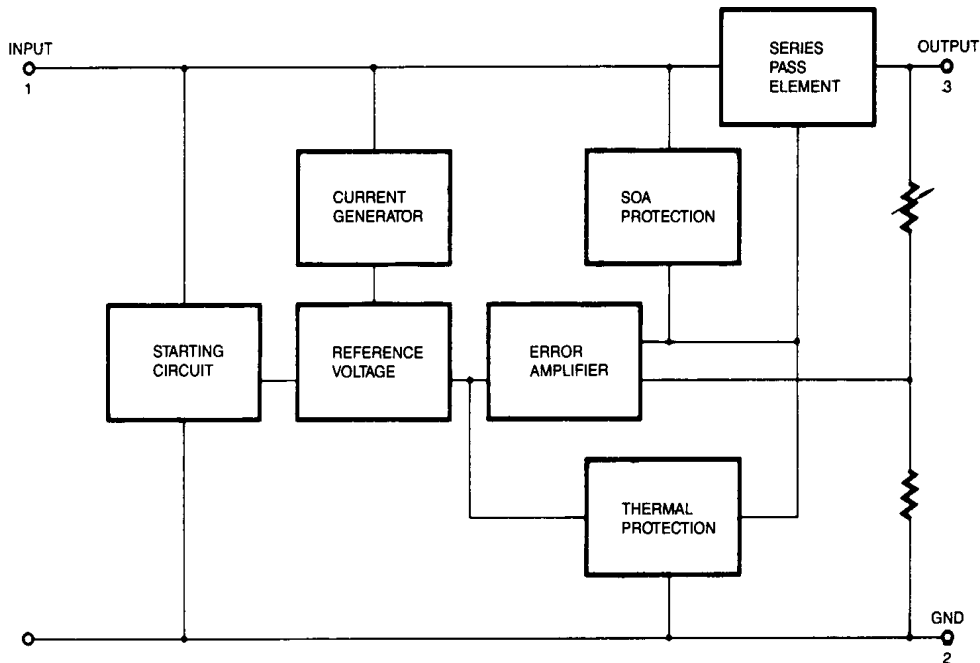 INPUT
1
SERIES
PASS
ELEMENT
OUTPUT
3
CURRENT
GENERATOR
SOA
PROTECTION
STARTING
CIRCUIT
REFERENCE
VOLTAGE
ERROR
AMPLIFIER
THERMAL
PROTECTION
GND
2